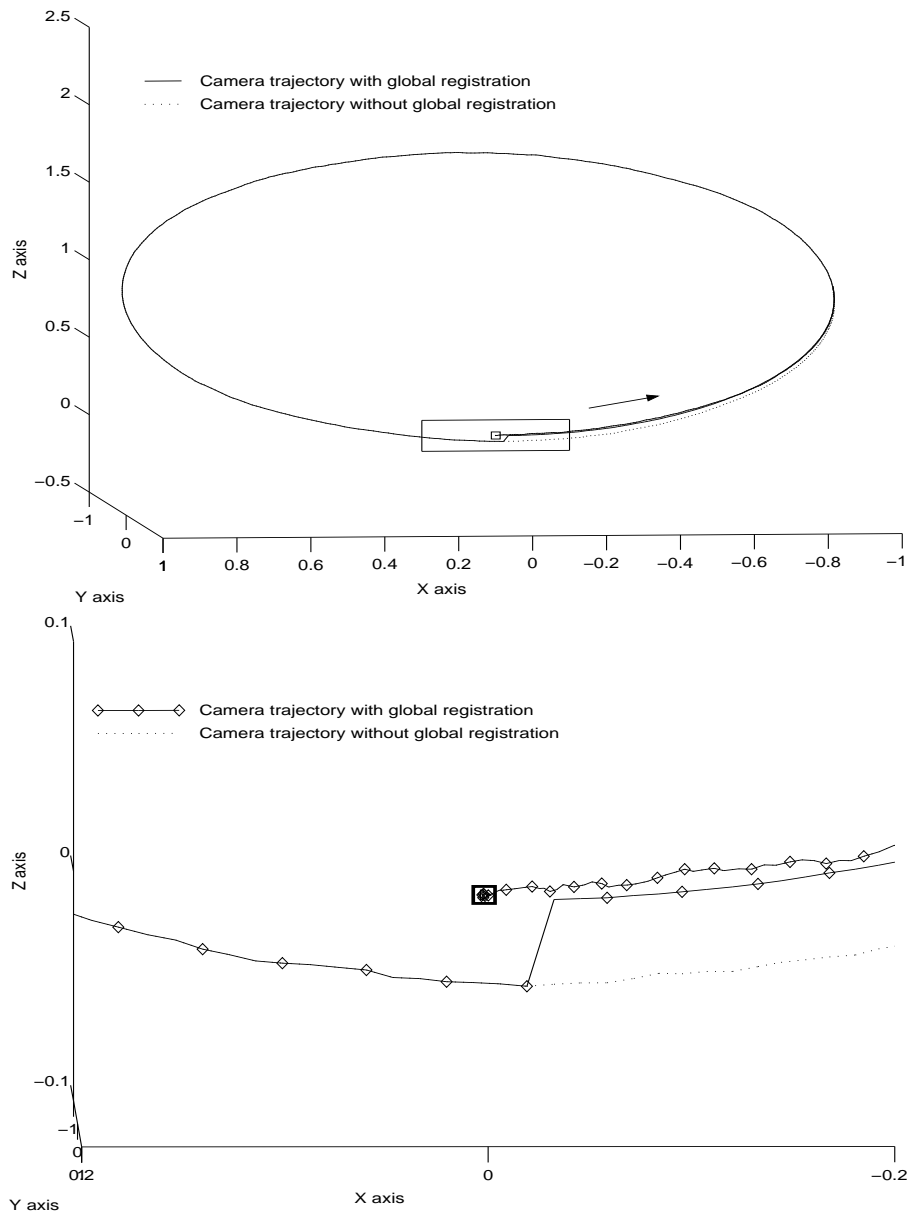 2.5
Camera trajectory with global registration
Camera trajectory without global registration
2
1.5
1
Z axis
0.5
0
−0.5
−1
0
1
0.8
0.6
0.4
0.2
0
−0.2
−0.4
−0.6
−0.8
−1
X axis
Y axis
0.1
Camera trajectory with global registration
Camera trajectory without global registration
0
Z axis
−0.1
−1
0
0.2
0
−0.2
X axis
Y axis